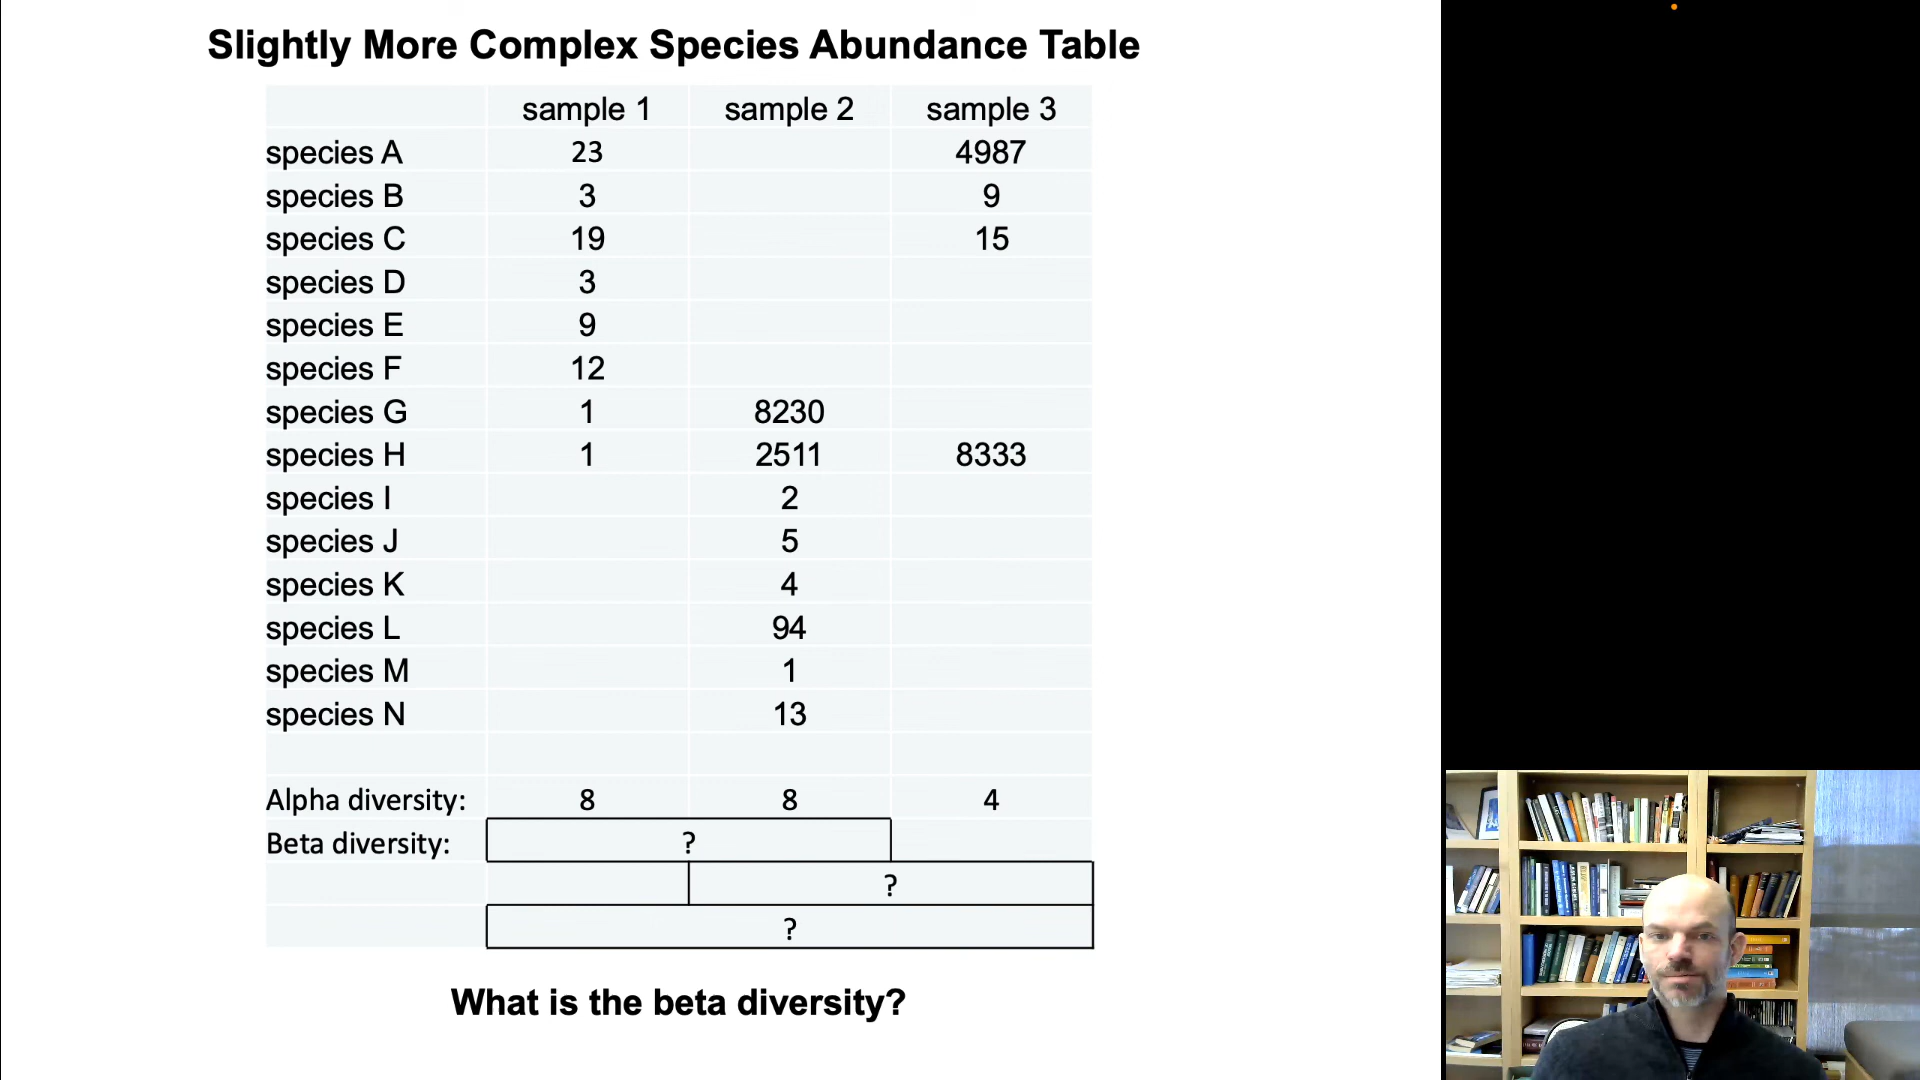 Slightly More Complex Species Abundance Table
sample 1 sample 2 sample 3
species A 23 4987
species B 3 9
species C 19 15
species D 3
species E 9
species F 12
species G 1 8230
species H 1 2511 8333
species I 2
species J 5
species K 4
species L 94
species M 1
species N 13
Alpha diversity: 8 8 4
Beta diversity: ?
?
?
What is the beta diversity?